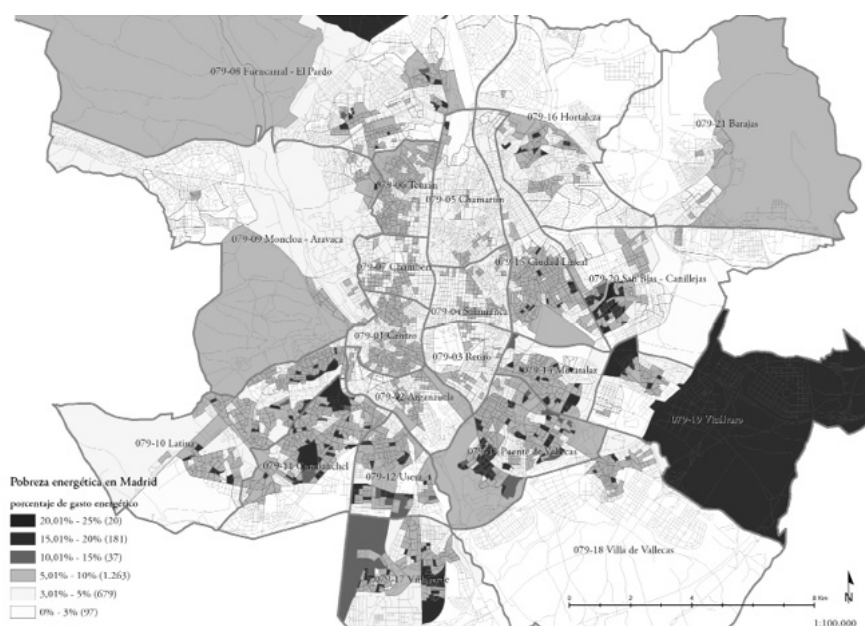 079-08 Fuencarral - El Pardo
079-16 Hortaleza
079-21 Barajas
079-06 Tetuán
079-05 Chamartín
079-09 Moncloa - Aravaca
079-07 Chamberí
079-15 Ciudad Lineal
079-20 San Blas - Canillejas
079-04 Salamanca
079-01 Centro
079-03 Retiro
079-14 Moratalaz
079-02 Arganzuela
079-19 Vicálvaro
079-10 Latina
079-11 Carabanchel
079-12 Usera
Puente de Vallecas
079-18 Villa de Vallecas
079-17 Villaverde
Pobreza energética en Madrid
porcentaje de gasto energético
20,01% - 25% (20)
15,01% - 20% (181)
10,01% - 15% (37)
5,01% - 10% (1.263)
3,01% - 5% (679)
0% - 3% (97)
N
0 2 4 8 Km
1:100.000